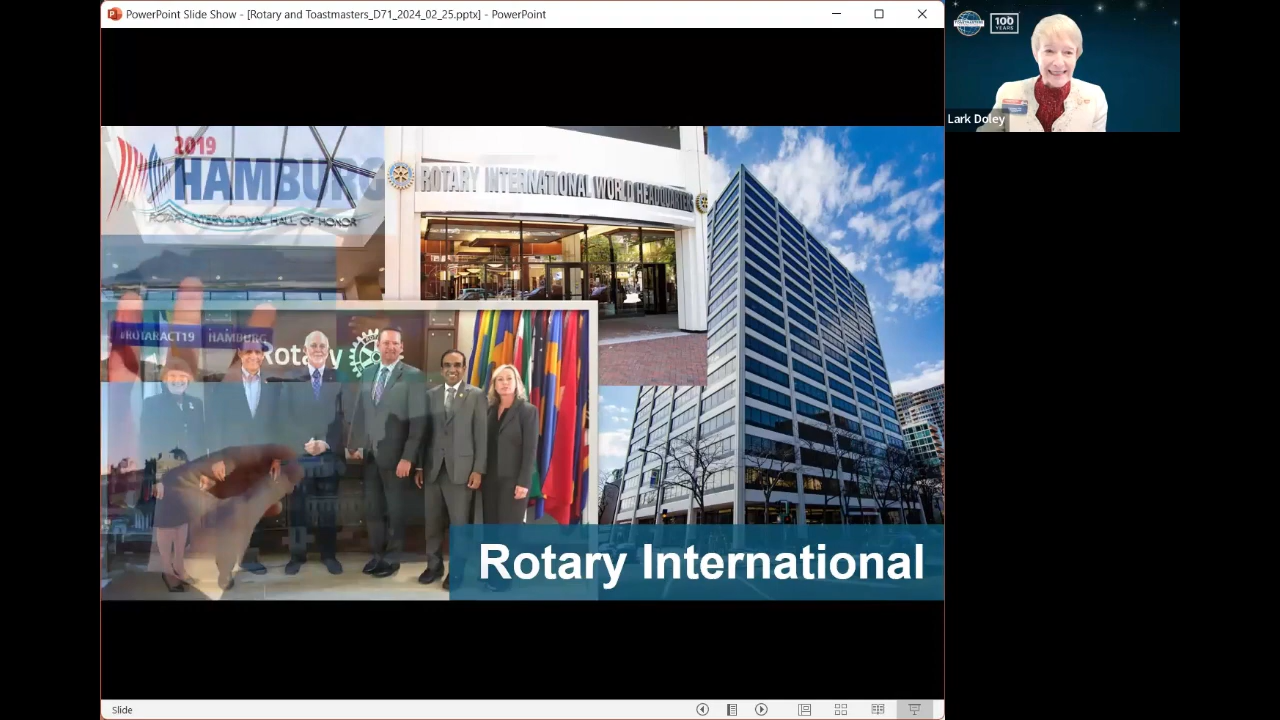 PowerPoint Slide Show - [Rotary and Toastmasters_D71_2024_02_25.pptx] - PowerPoint
100
YEARS
Lark Doley
2019
HAMBURG
ROTARY INTERNATIONAL HALL OF HONOR
ROTARY INTERNATIONAL WORLD HEADQUARTERS
#ROTARACT19 HAMBURG
Rotary
Rotary International
Slide